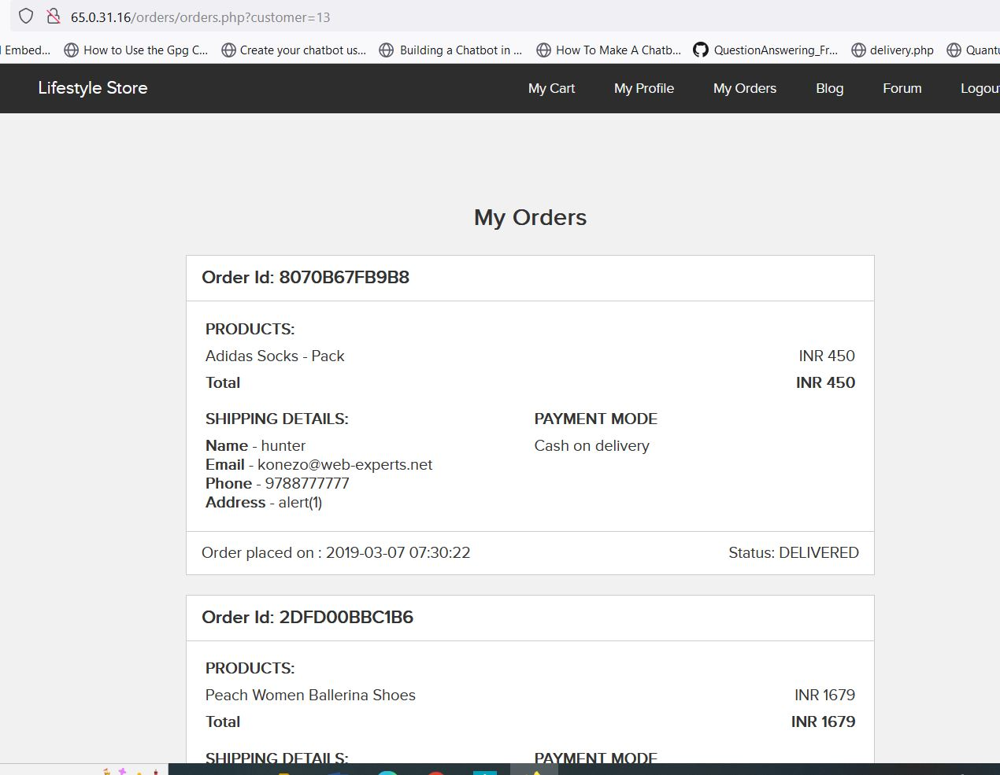 65.0.31.16/orders/orders.php?customer=13
Embed... How to Use the Gpg C... Create your chatbot us... Building a Chatbot in ... How To Make A Chatb... QuestionAnswering_Fr... delivery.php Quantu
Lifestyle Store My Cart My Profile My Orders Blog Forum Logout
My Orders
Order Id: 8070B67FB9B8
PRODUCTS:
Adidas Socks - Pack INR 450
Total INR 450
SHIPPING DETAILS: PAYMENT MODE
Name - hunter Cash on delivery
Email - konezo@web-experts.net
Phone - 9788777777
Address - alert(1)
Order placed on : 2019-03-07 07:30:22 Status: DELIVERED
Order Id: 2DFD00BBC1B6
PRODUCTS:
Peach Women Ballerina Shoes INR 1679
Total INR 1679
SHIPPING DETAILS: PAYMENT MODE